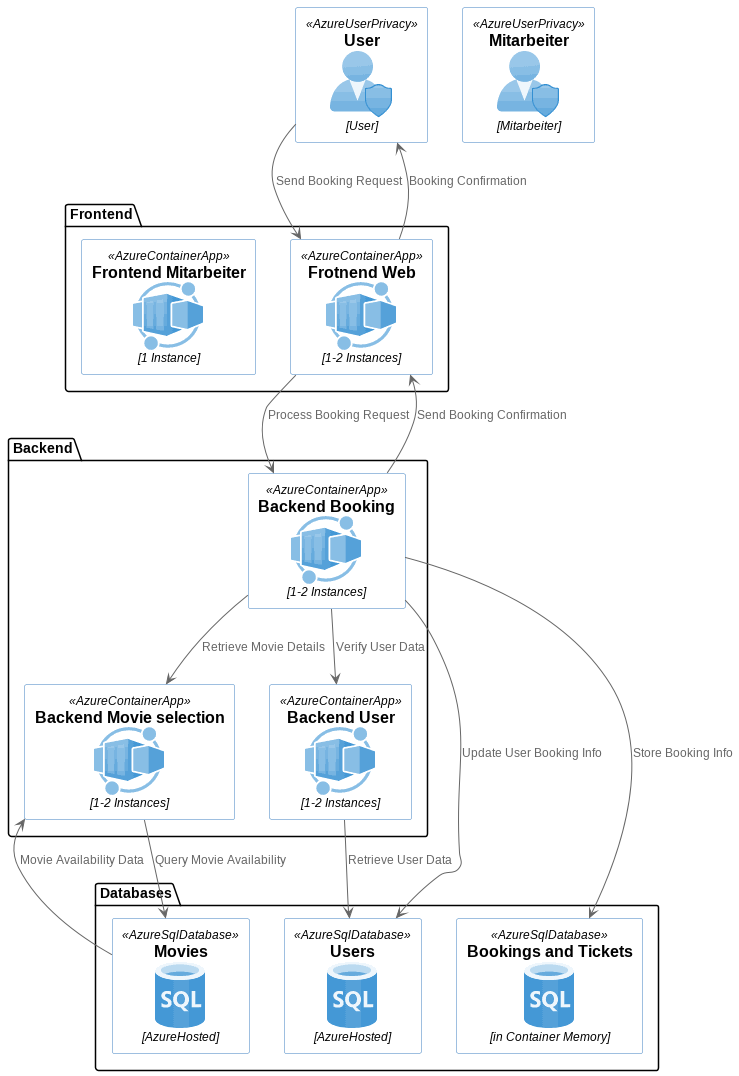 «AzureUserPrivacy»
User
[User]
«AzureUserPrivacy»
Mitarbeiter
[Mitarbeiter]
Send Booking Request
Booking Confirmation
Frontend
«AzureContainerApp»
Frontend Mitarbeiter
[1 Instance]
«AzureContainerApp»
Frotnend Web
[1-2 Instances]
Process Booking Request
Send Booking Confirmation
Backend
«AzureContainerApp»
Backend Booking
[1-2 Instances]
Retrieve Movie Details
Verify User Data
«AzureContainerApp»
Backend Movie selection
[1-2 Instances]
«AzureContainerApp»
Backend User
[1-2 Instances]
Update User Booking Info
Store Booking Info
Movie Availability Data
Query Movie Availability
Retrieve User Data
Databases
«AzureSqlDatabase»
Movies
SQL
[AzureHosted]
«AzureSqlDatabase»
Users
SQL
[AzureHosted]
«AzureSqlDatabase»
Bookings and Tickets
SQL
[in Container Memory]